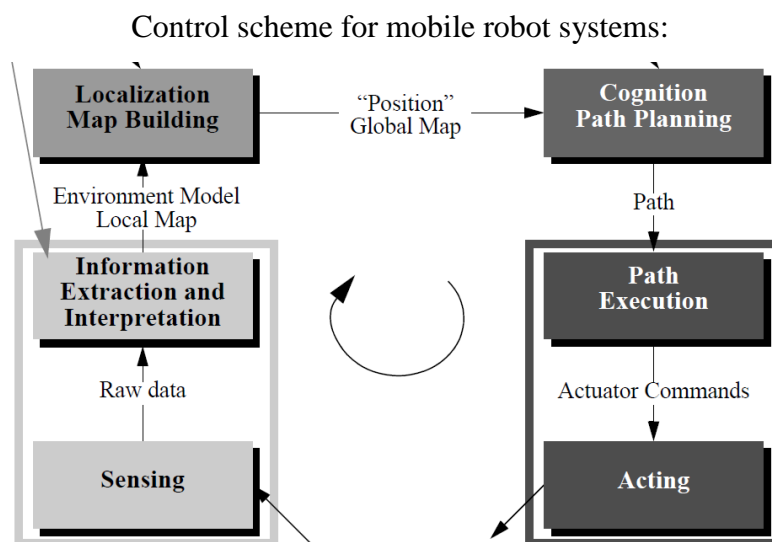 Control scheme for mobile robot systems:
Localization
Map Building
“Position”
Global Map
Cognition
Path Planning
Environment Model
Local Map
Path
Information
Extraction and
Interpretation
Path
Execution
Raw data
Actuator Commands
Sensing
Acting